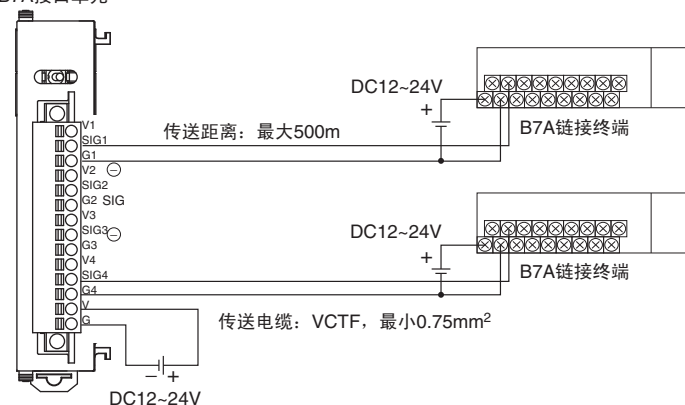 B7A接口单元
V1
SIG1
G1
V2
SIG2
G2 SIG
V3
SIG3
G3
V4
SIG4
G4
V
G
传送距离：最大500m
DC12~24V
+
B7A链接终端
DC12~24V
+
B7A链接终端
传送电缆：VCTF，最小0.75mm²
− +
DC12~24V